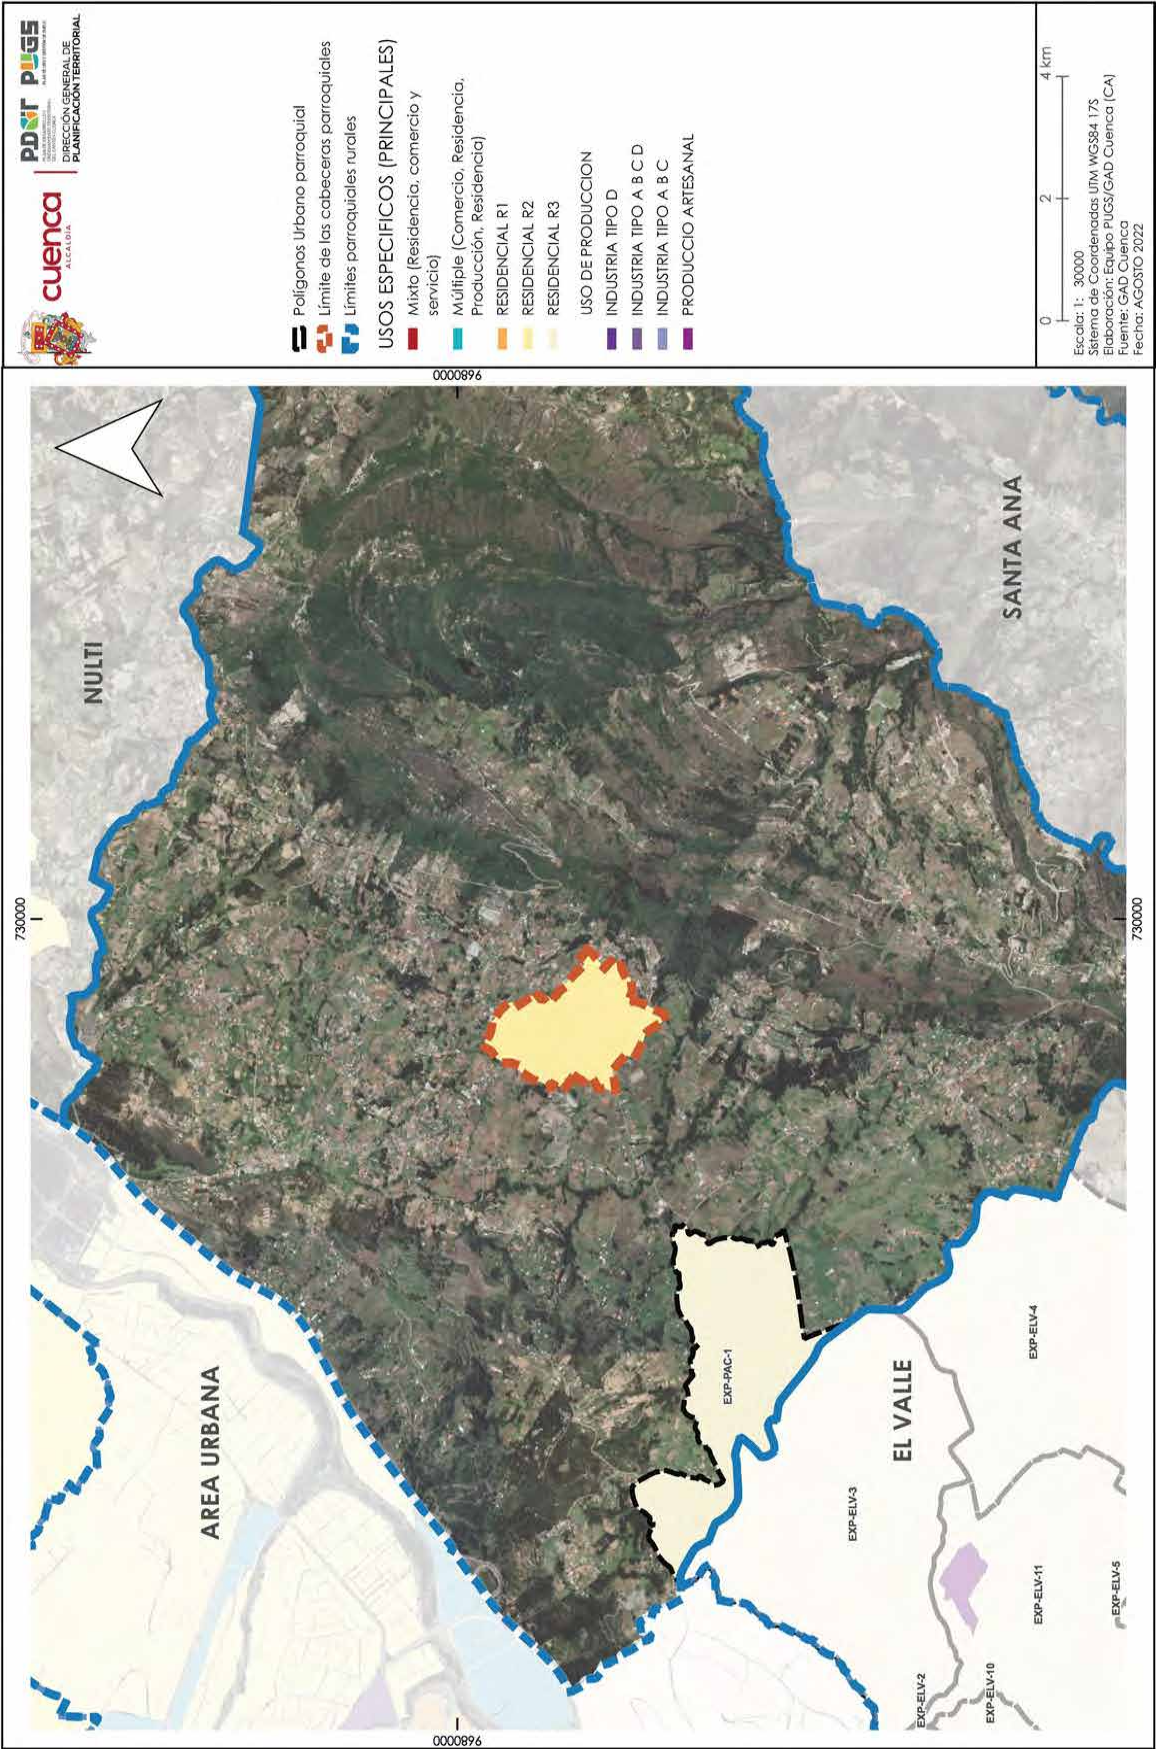 cuenca
ALCALDÍA
PDOT
PUGS
DIRECCIÓN GENERAL DE
PLANIFICACIÓN TERRITORIAL
Polígonos Urbano parroquial
Límite de las cabeceras parroquiales
Límites parroquiales rurales
USOS ESPECIFICOS (PRINCIPALES)
Mixto (Residencia, comercio y
servicio)
Múltiple (Comercio, Residencia,
Producción, Residencia)
RESIDENCIAL R1
RESIDENCIAL R2
RESIDENCIAL R3
USO DE PRODUCCION
INDUSTRIA TIPO D
INDUSTRIA TIPO A B C D
INDUSTRIA TIPO A B C
PRODUCCIO ARTESANAL
0 2 4 km
Escala: 1: 30000
Sistema de Coordenadas UTM WGS84 17S
Elaboración: Equipo PUGS/GAD Cuenca (CA)
Fuente: GAD Cuenca
Fecha: AGOSTO 2022
730000
9680000
NULTI
AREA URBANA
SANTA ANA
EXP-PAC-1
EL VALLE
EXP-ELV-4
EXP-ELV-3
EXP-ELV-11
EXP-ELV-5
EXP-ELV-2
EXP-ELV-10
9680000
730000